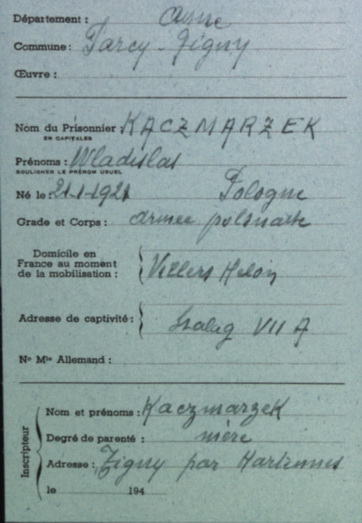 Département : Aisne
Commune : Parcy-Tigny
Œuvre :
Nom du Prisonnier : KACZMARZEK
EN CAPITALES
Prénoms : Wladislas
SOULIGNER LE PRÉNOM USUEL
Né le 21-1-1921 Pologne
Grade et Corps : armée polonaise
Domicile en
France au moment
de la mobilisation : Villers Helon
Adresse de captivité : Stalag VII A
No Mle Allemand :
Inscripteur
Nom et prénoms : Kaczmarzek
Degré de parenté : mère
Adresse : Tigny par Hartennes
le 194